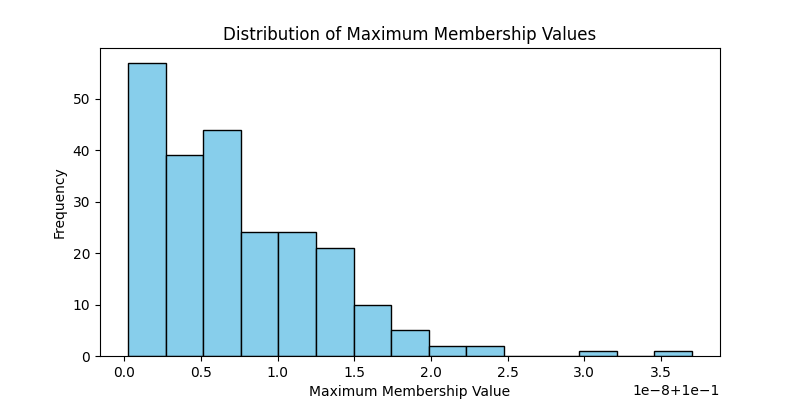 Distribution of Maximum Membership Values
Frequency
50
40
30
20
10
0
0.0 0.5 1.0 1.5 2.0 2.5 3.0 3.5
Maximum Membership Value
1e−8+1e−1